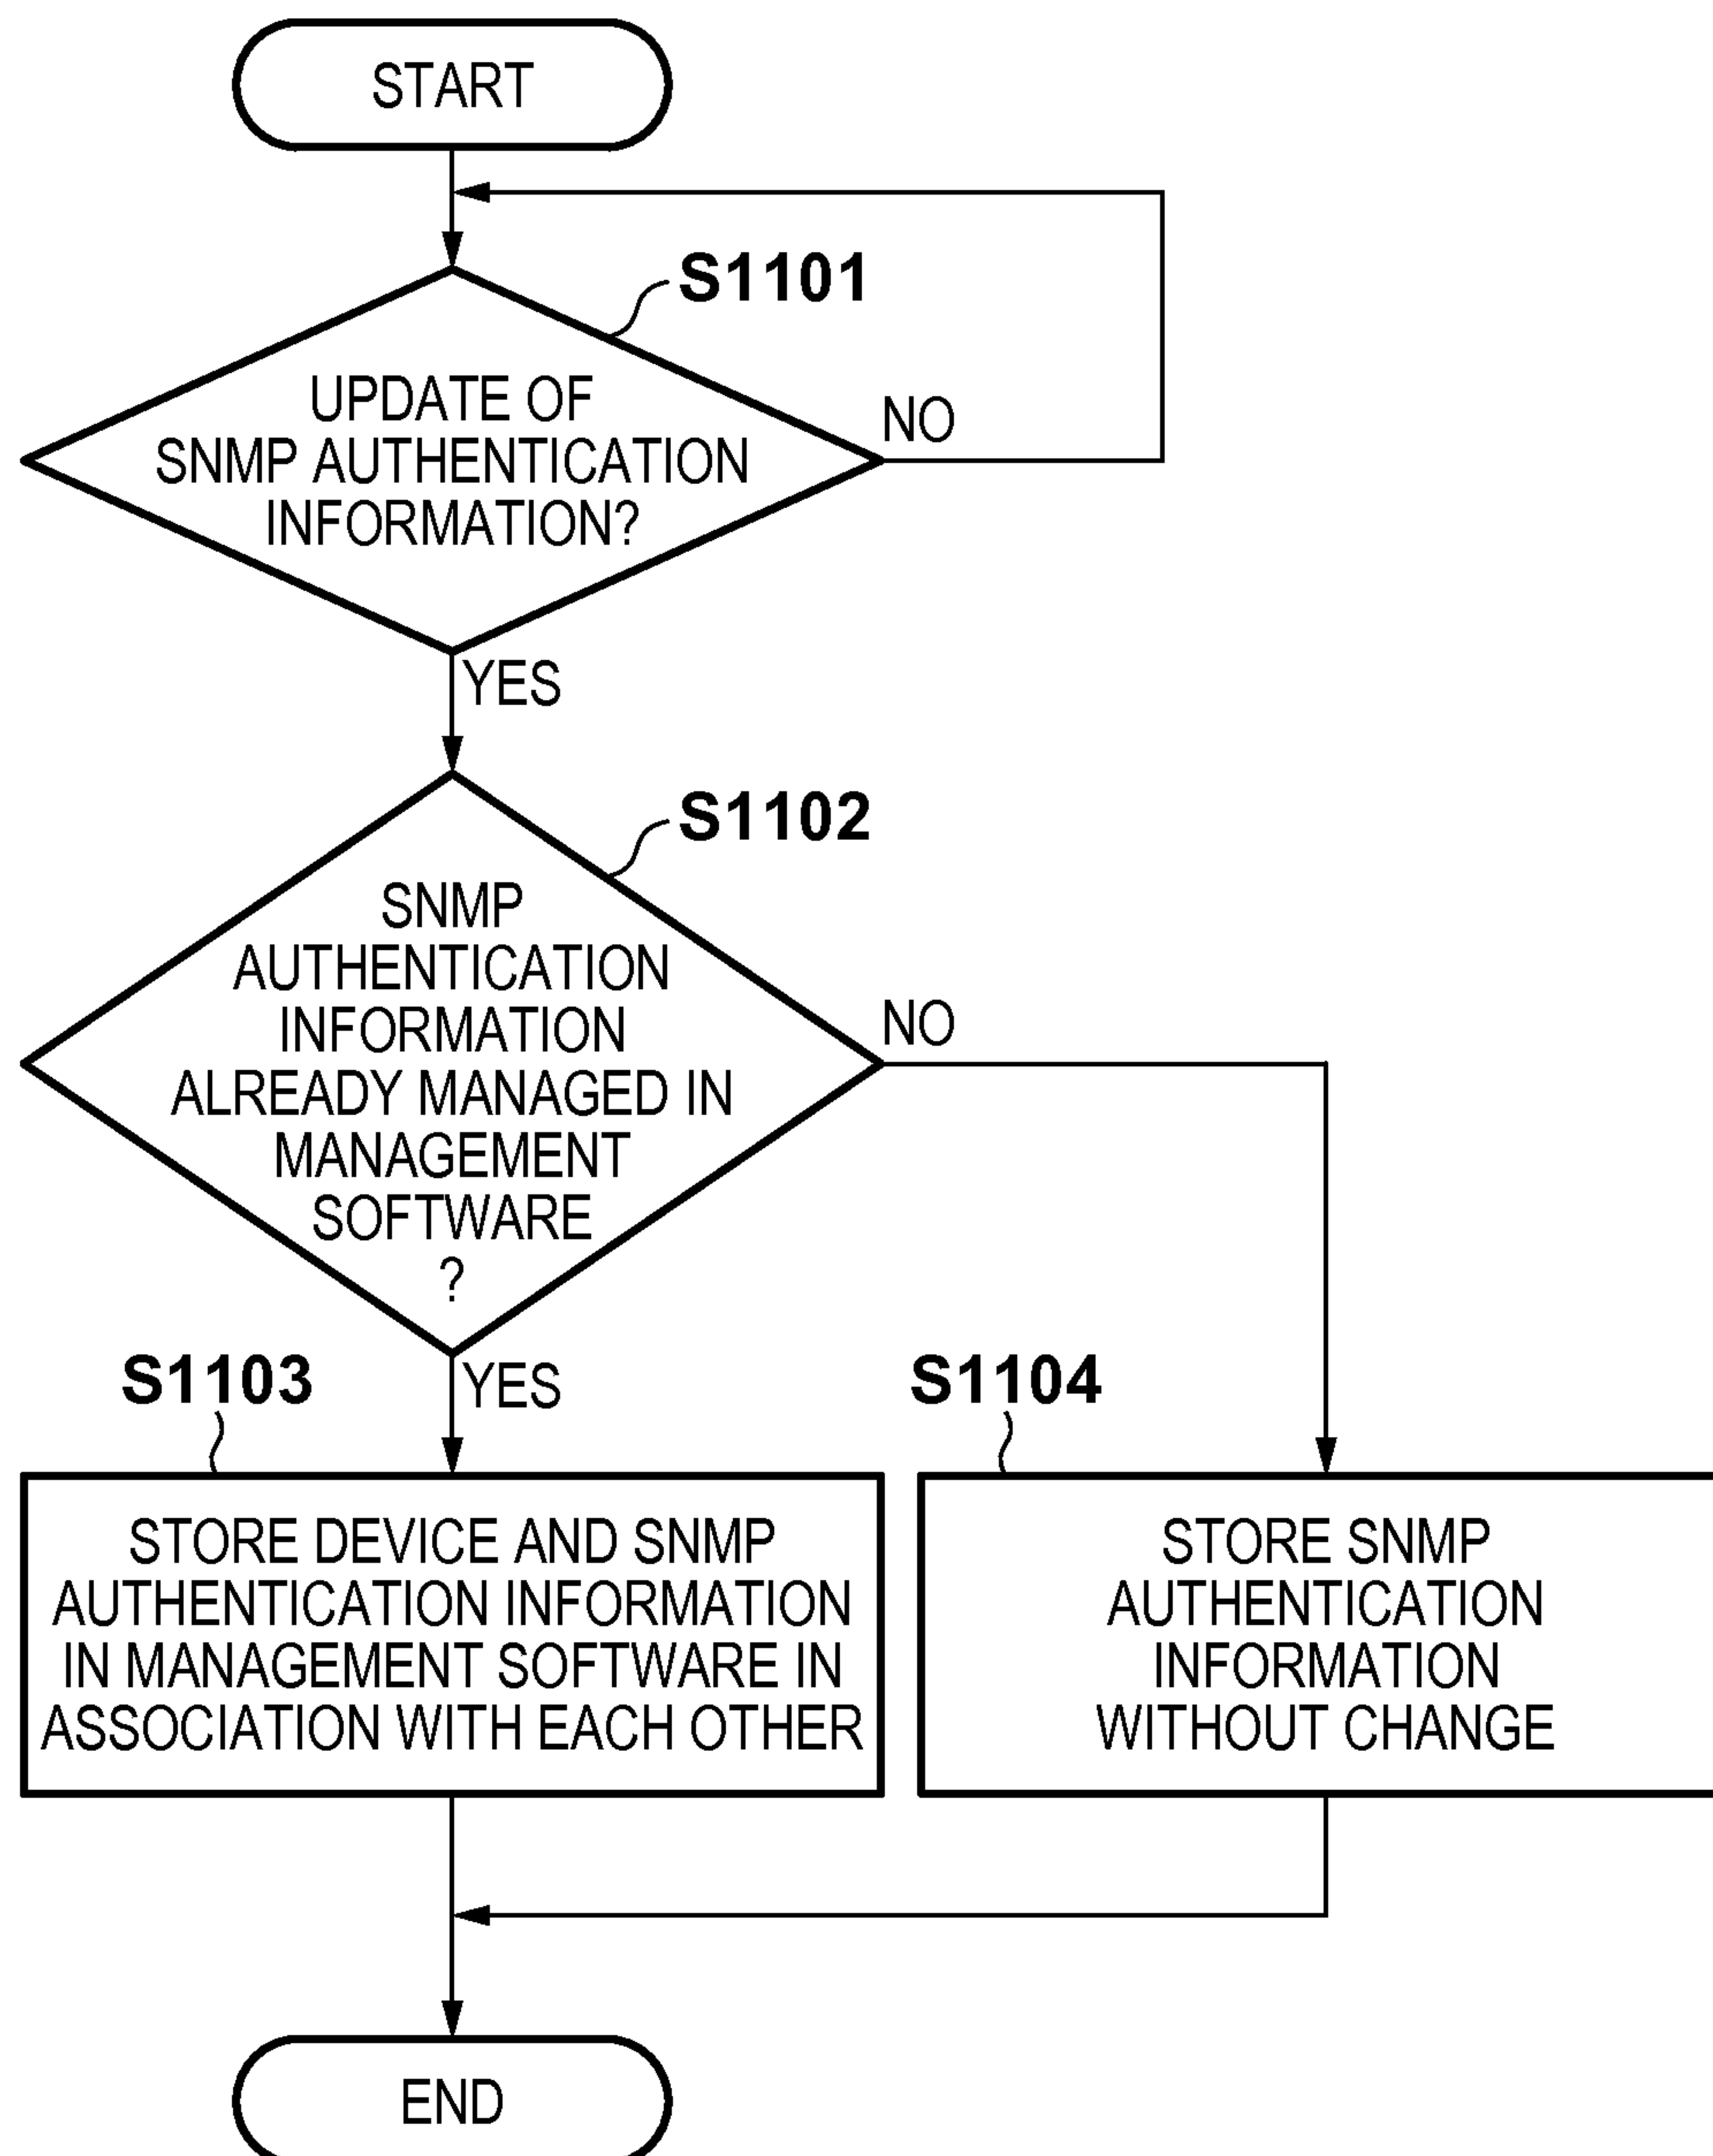 START
S1101
UPDATE OF
SNMP AUTHENTICATION
INFORMATION?
NO
YES
S1102
SNMP
AUTHENTICATION
INFORMATION
ALREADY MANAGED IN
MANAGEMENT
SOFTWARE
?
NO
YES
S1103
STORE DEVICE AND SNMP
AUTHENTICATION INFORMATION
IN MANAGEMENT SOFTWARE IN
ASSOCIATION WITH EACH OTHER
S1104
STORE SNMP
AUTHENTICATION
INFORMATION
WITHOUT CHANGE
END